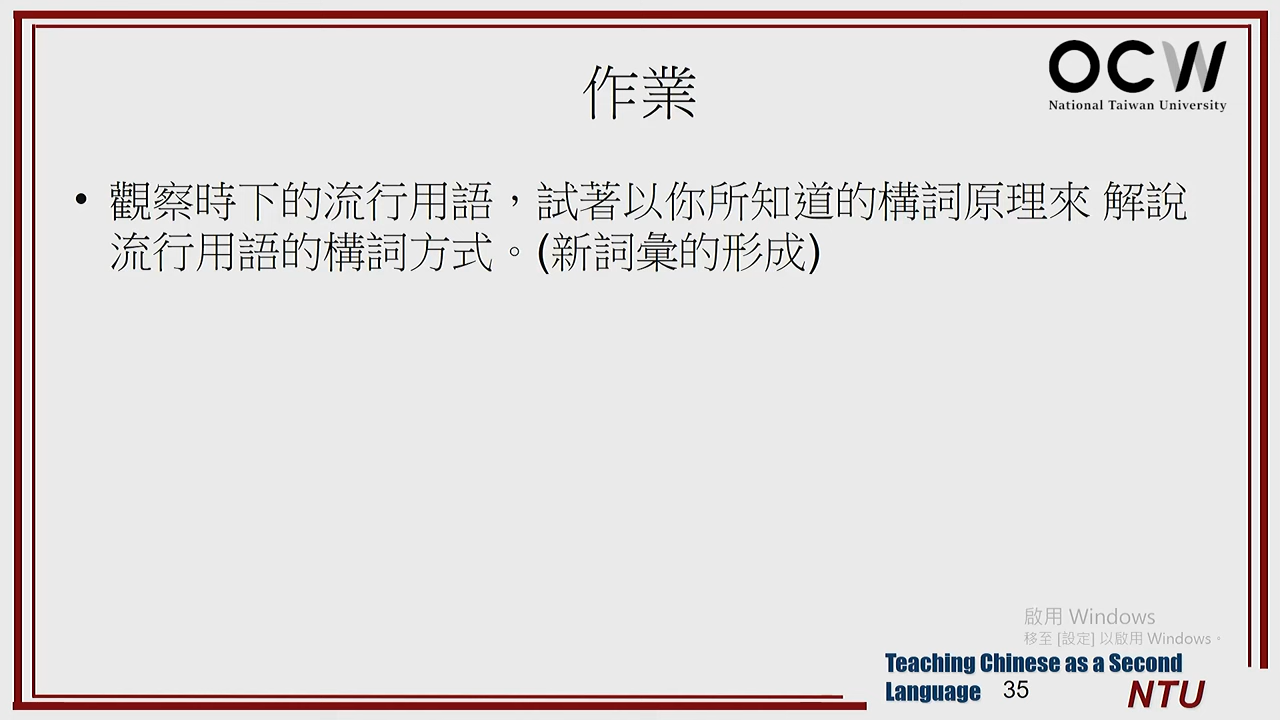 OCW
National Taiwan University
作業
• 觀察時下的流行用語，試著以你所知道的構詞原理來 解說
流行用語的構詞方式。(新詞彙的形成)
啟用 Windows
移至 [設定] 以啟用 Windows。
Teaching Chinese as a Second
Language 35 NTU